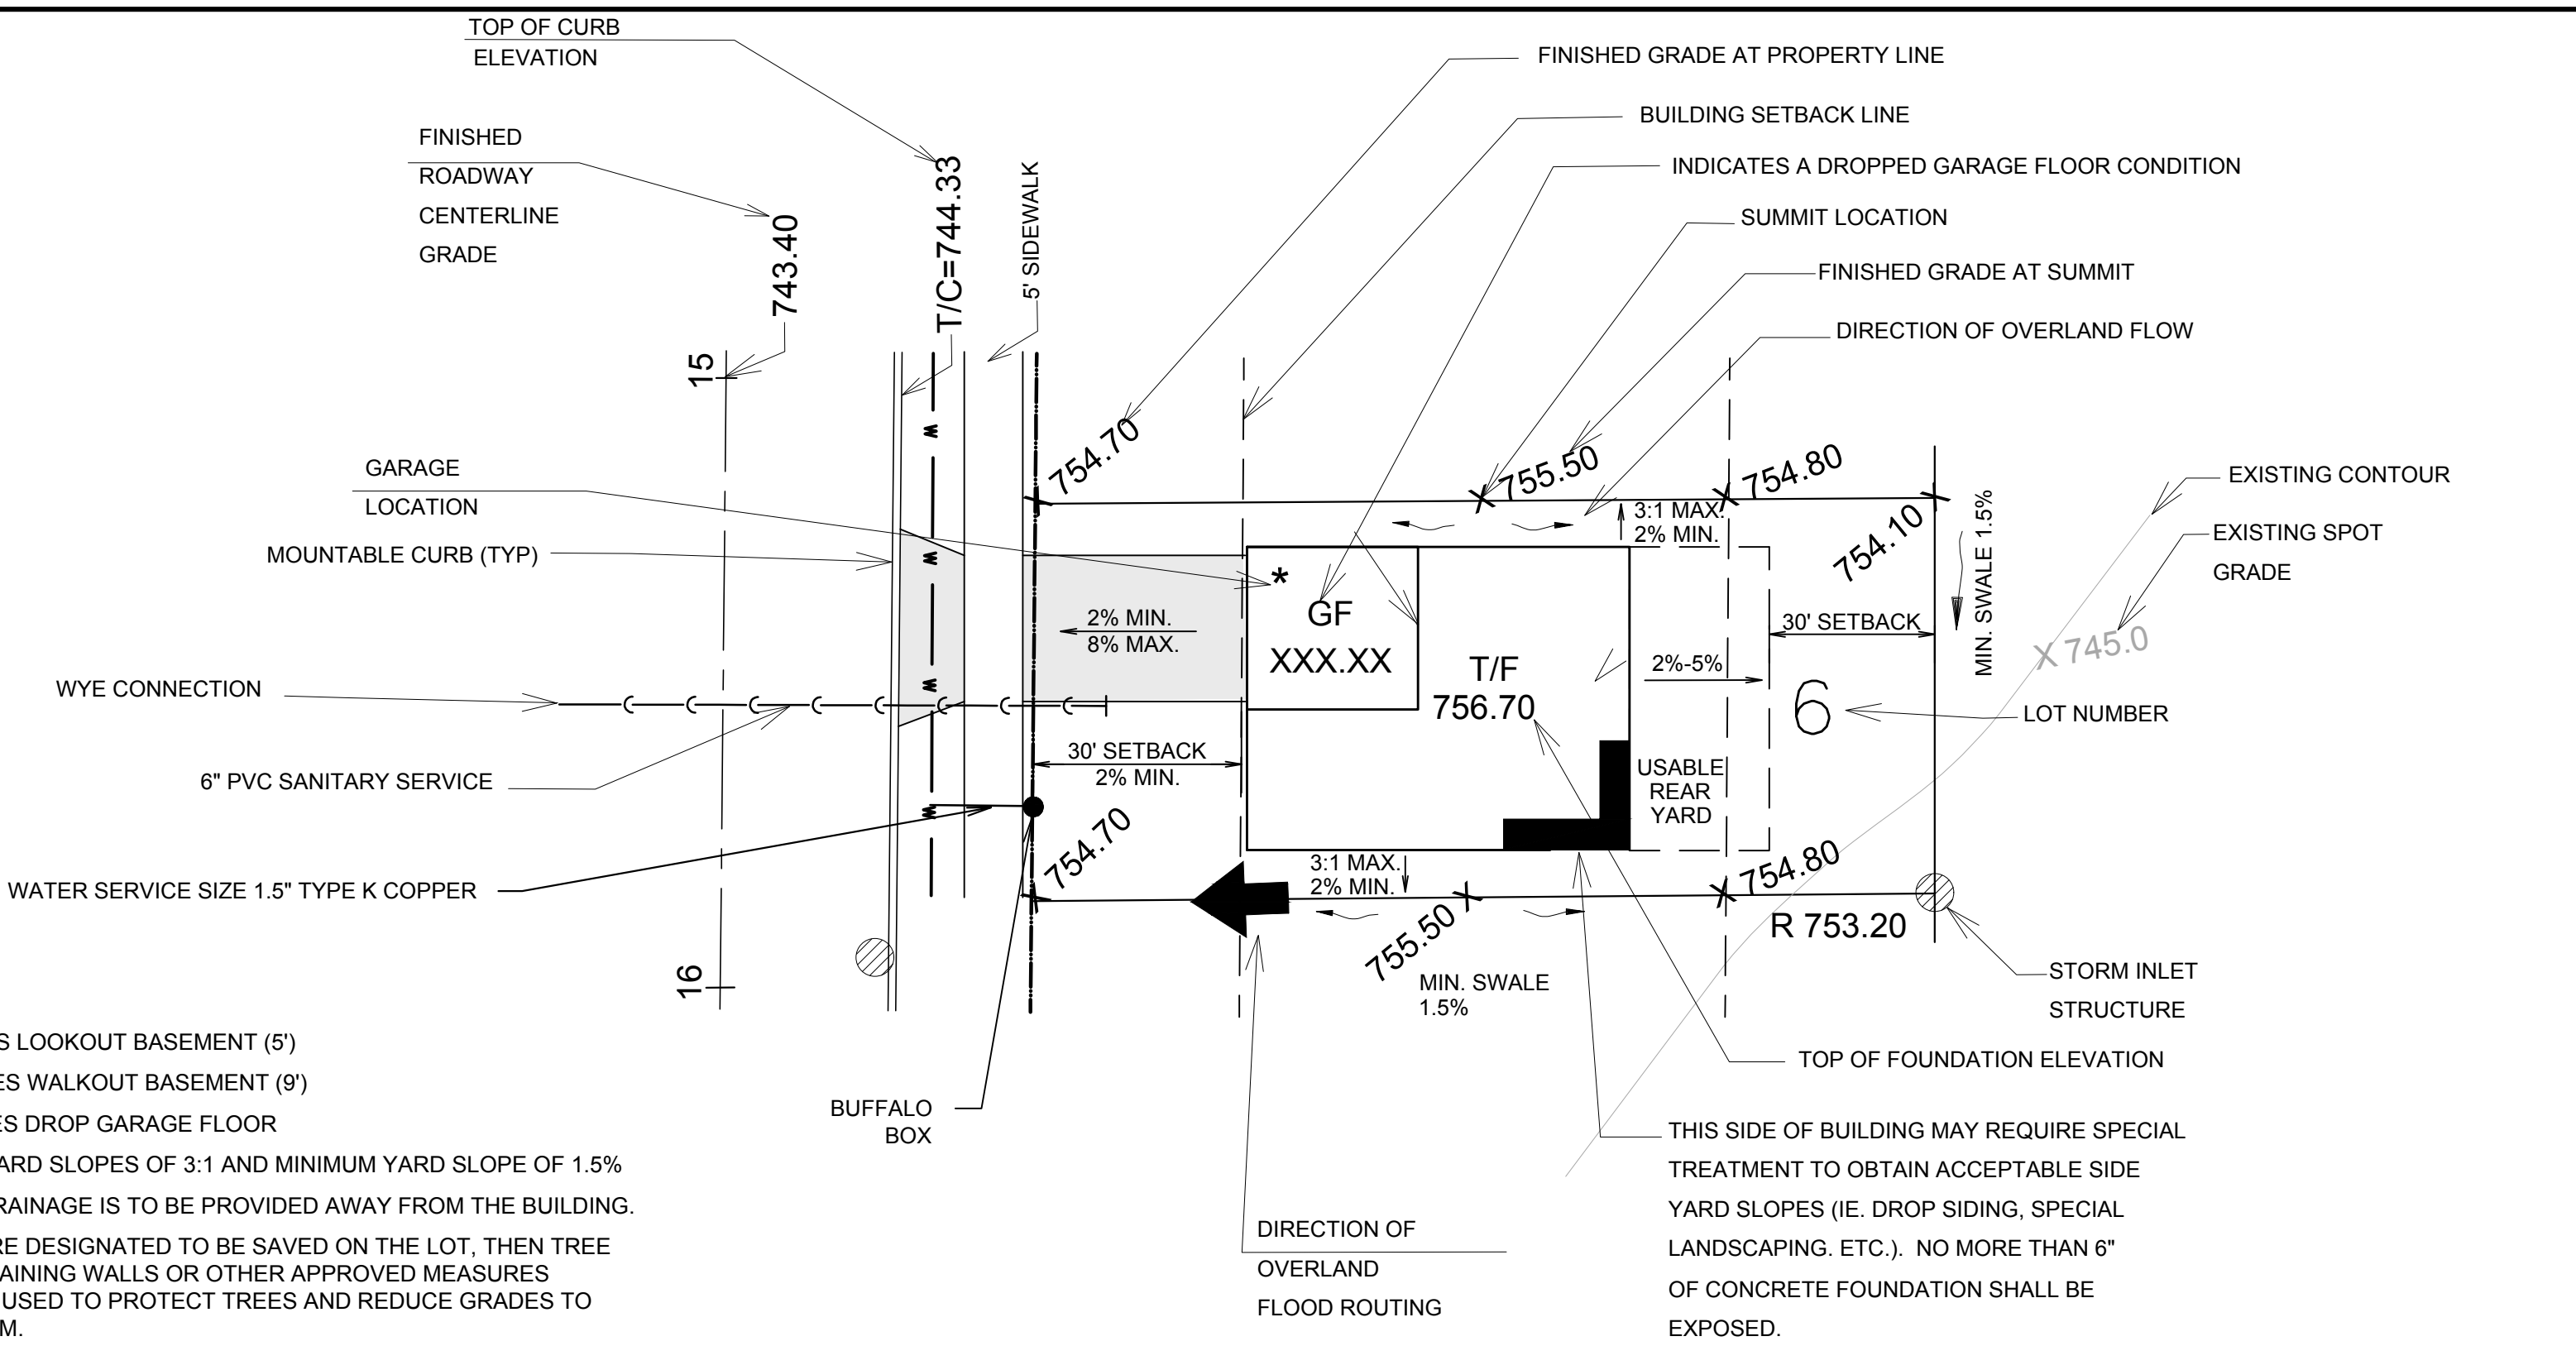 TOP OF CURB
ELEVATION
FINISHED GRADE AT PROPERTY LINE
BUILDING SETBACK LINE
FINISHED
ROADWAY
CENTERLINE
GRADE
743.40
T/C=744.33
5' SIDEWALK
INDICATES A DROPPED GARAGE FLOOR CONDITION
SUMMIT LOCATION
FINISHED GRADE AT SUMMIT
DIRECTION OF OVERLAND FLOW
15
W
754.70
755.50
754.80
GARAGE
LOCATION
EXISTING CONTOUR
3:1 MAX.
2% MIN.
754.10
MIN. SWALE 1.5%
EXISTING SPOT
GRADE
MOUNTABLE CURB (TYP)
W
*
GF
XXX.XX
2% MIN.
8% MAX.
30' SETBACK
X 745.0
T/F
756.70
2%-5%
WYE CONNECTION
W
6
LOT NUMBER
30' SETBACK
2% MIN.
6" PVC SANITARY SERVICE
USABLE
REAR
YARD
W
754.70
3:1 MAX.
2% MIN.
754.80
WATER SERVICE SIZE 1.5" TYPE K COPPER
755.50
R 753.20
16
MIN. SWALE
1.5%
STORM INLET
STRUCTURE
S LOOKOUT BASEMENT (5')
ES WALKOUT BASEMENT (9')
ES DROP GARAGE FLOOR
ARD SLOPES OF 3:1 AND MINIMUM YARD SLOPE OF 1.5%
RAINAGE IS TO BE PROVIDED AWAY FROM THE BUILDING.
RE DESIGNATED TO BE SAVED ON THE LOT, THEN TREE
AINING WALLS OR OTHER APPROVED MEASURES
USED TO PROTECT TREES AND REDUCE GRADES TO
M.
BUFFALO
BOX
TOP OF FOUNDATION ELEVATION
DIRECTION OF
OVERLAND
FLOOD ROUTING
THIS SIDE OF BUILDING MAY REQUIRE SPECIAL
TREATMENT TO OBTAIN ACCEPTABLE SIDE
YARD SLOPES (IE. DROP SIDING, SPECIAL
LANDSCAPING. ETC.).  NO MORE THAN 6"
OF CONCRETE FOUNDATION SHALL BE
EXPOSED.